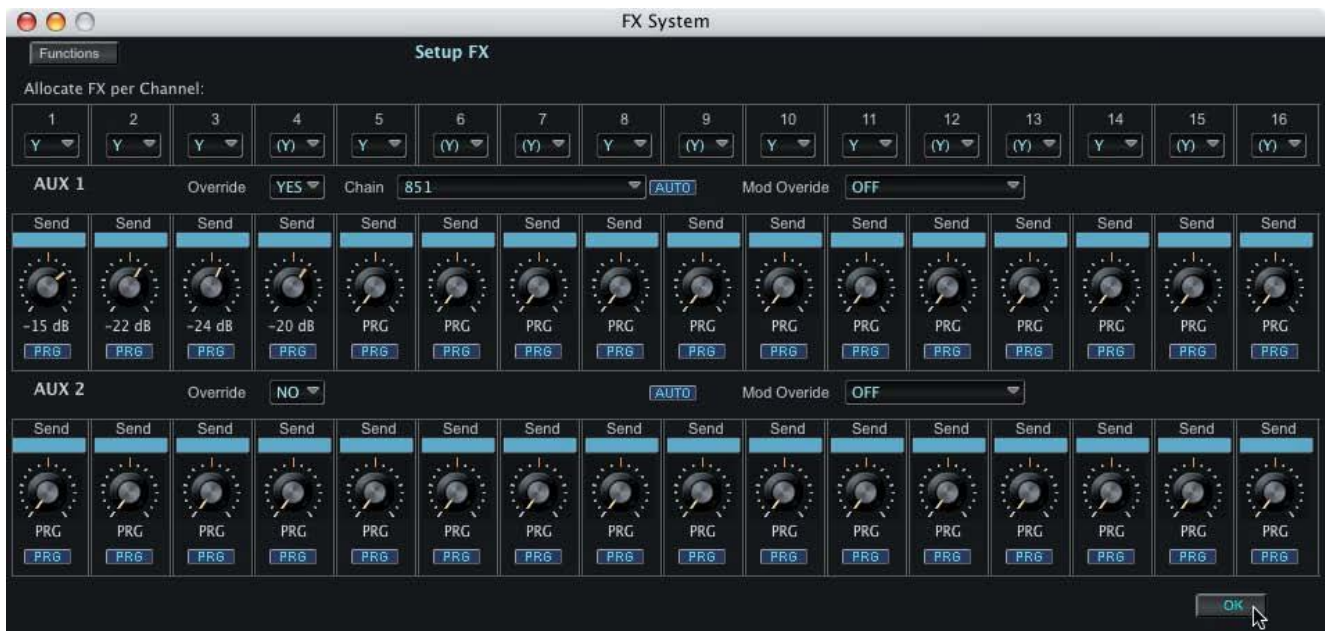 FX System
Functions
Setup FX
Allocate FX per Channel:
1 2 3 4 5 6 7 8 9 10 11 12 13 14 15 16
Y Y Y (Y) Y (Y) (Y) Y (Y) Y Y (Y) (Y) Y (Y) (Y)
AUX 1 Override YES Chain 851 AUTO Mod Overide OFF
Send Send Send Send Send Send Send Send Send Send Send Send Send Send Send Send
-15 dB -22 dB -24 dB -20 dB PRG PRG PRG PRG PRG PRG PRG PRG PRG PRG PRG PRG
PRG PRG PRG PRG PRG PRG PRG PRG PRG PRG PRG PRG PRG PRG PRG PRG
AUX 2 Override NO AUTO Mod Overide OFF
Send Send Send Send Send Send Send Send Send Send Send Send Send Send Send Send
PRG PRG PRG PRG PRG PRG PRG PRG PRG PRG PRG PRG PRG PRG PRG PRG
PRG PRG PRG PRG PRG PRG PRG PRG PRG PRG PRG PRG PRG PRG PRG PRG
OK